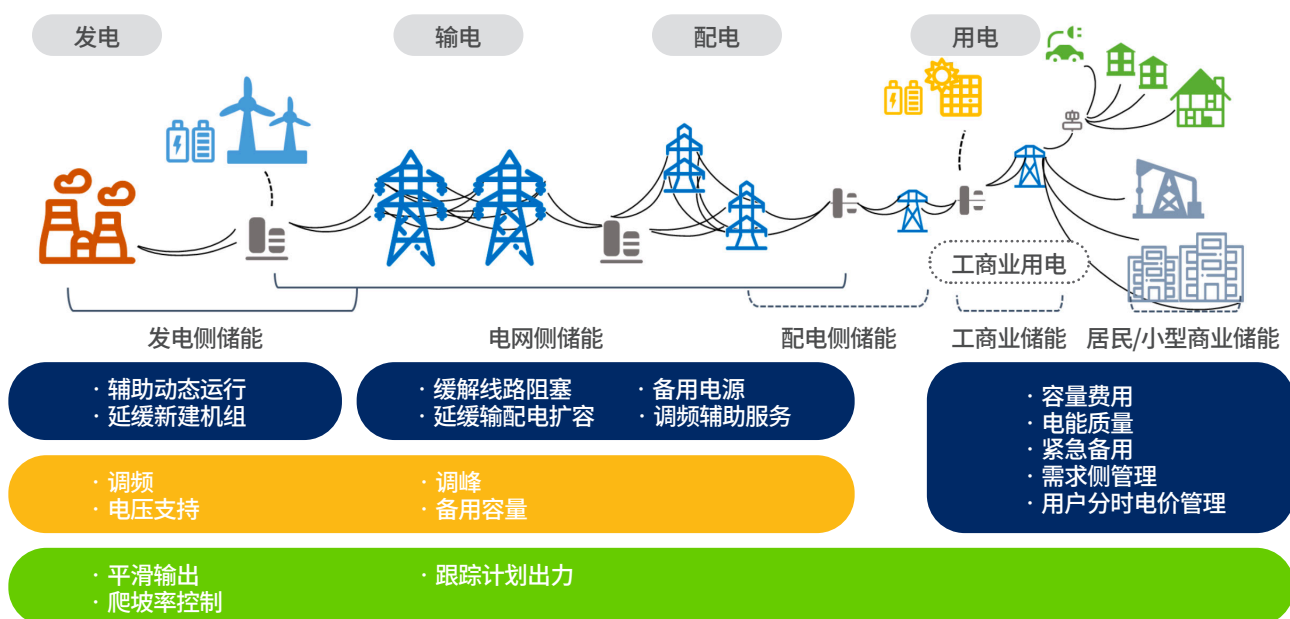 发电
输电
配电
用电
工商业用电
发电侧储能
电网侧储能
配电侧储能
工商业储能
居民/小型商业储能
· 辅助动态运行
· 延缓新建机组
· 缓解线路阻塞
· 延缓输配电扩容
· 备用电源
· 调频辅助服务
· 容量费用
· 电能质量
· 紧急备用
· 需求侧管理
· 用户分时电价管理
· 调频
· 电压支持
· 调峰
· 备用容量
· 平滑输出
· 爬坡率控制
· 跟踪计划出力